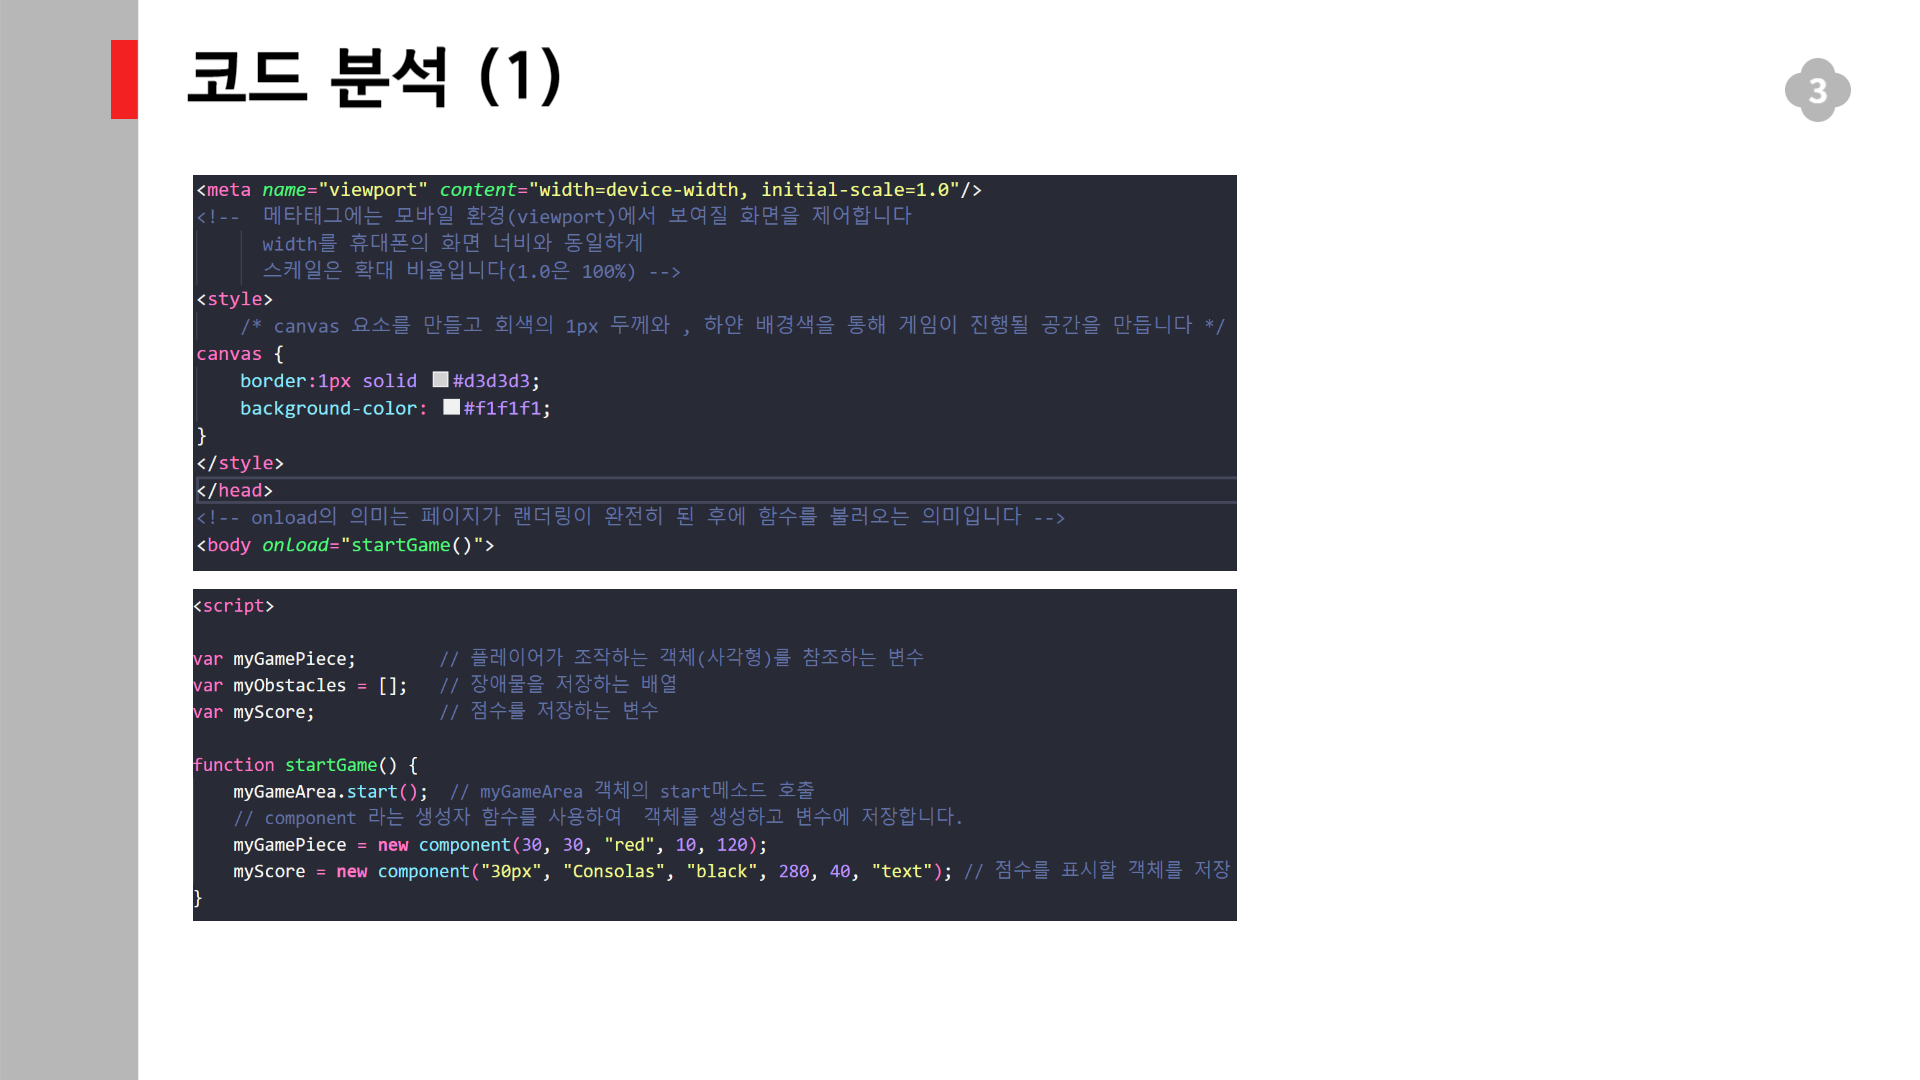 코드 분석 (1)
3
<meta name="viewport" content="width=device-width, initial-scale=1.0"/>
<!--  메타태그에는 모바일 환경(viewport)에서 보여질 화면을 제어합니다
      width를 휴대폰의 화면 너비와 동일하게
      스케일은 확대 비율입니다(1.0은 100%) -->
<style>
    /* canvas 요소를 만들고 회색의 1px 두께와 , 하얀 배경색을 통해 게임이 진행될 공간을 만듭니다 */
canvas {
    border:1px solid #d3d3d3;
    background-color: #f1f1f1;
}
</style>
</head>
<!-- onload의 의미는 페이지가 랜더링이 완전히 된 후에 함수를 불러오는 의미입니다 -->
<body onload="startGame()">
<script>
var myGamePiece;        // 플레이어가 조작하는 객체(사각형)를 참조하는 변수
var myObstacles = [];   // 장애물을 저장하는 배열
var myScore;            // 점수를 저장하는 변수
function startGame() {
    myGameArea.start();  // myGameArea 객체의 start메소드 호출
    // component 라는 생성자 함수를 사용하여  객체를 생성하고 변수에 저장합니다.
    myGamePiece = new component(30, 30, "red", 10, 120);
    myScore = new component("30px", "Consolas", "black", 280, 40, "text"); // 점수를 표시할 객체를 저장
}